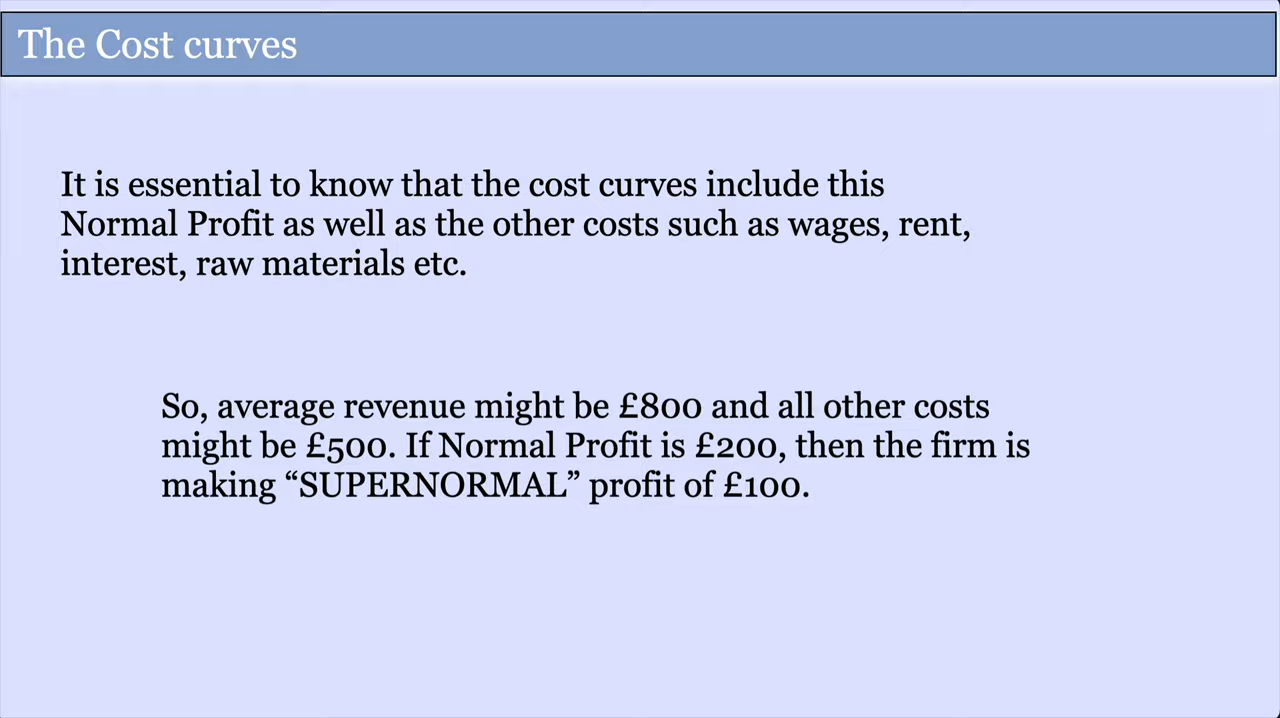 The Cost curves
It is essential to know that the cost curves include this
Normal Profit as well as the other costs such as wages, rent,
interest, raw materials etc.
So, average revenue might be £800 and all other costs
might be £500. If Normal Profit is £200, then the firm is
making “SUPERNORMAL” profit of £100.